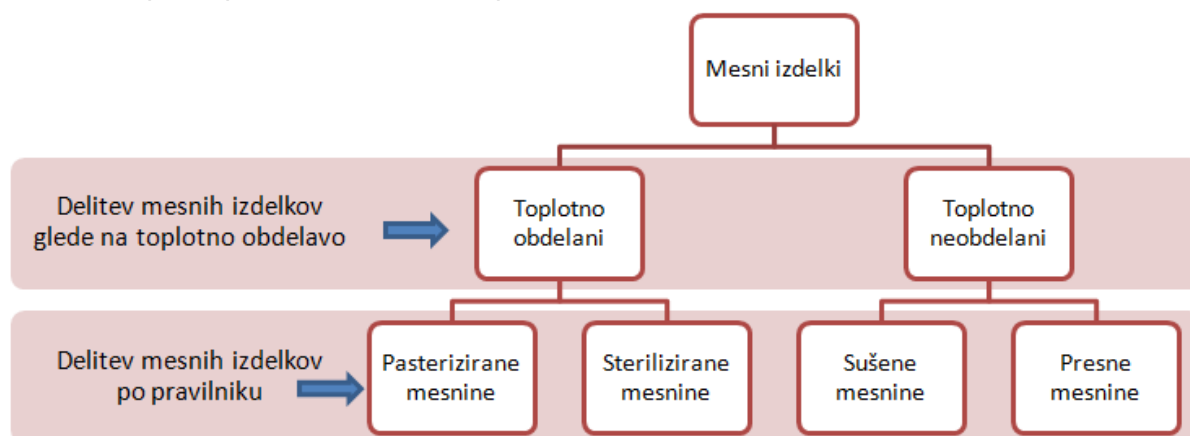 Mesni izdelki
Delitev mesnih izdelkov
glede na toplotno obdelavo
Toplotno
obdelani
Toplotno
neobdelani
Delitev mesnih izdelkov
po pravilniku
Pasterizirane
mesnine
Sterilizirane
mesnine
Sušene
mesnine
Presne
mesnine